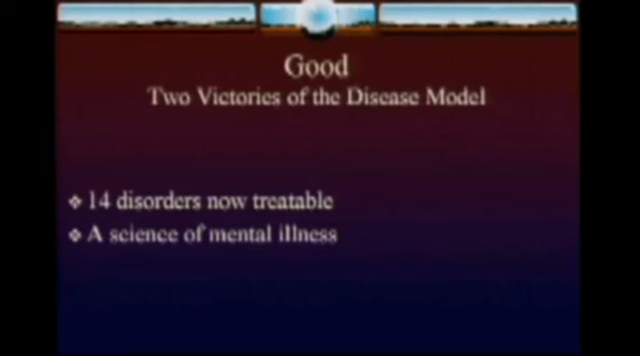 Good
Two Victories of the Disease Model
❖ 14 disorders now treatable
❖ A science of mental illness